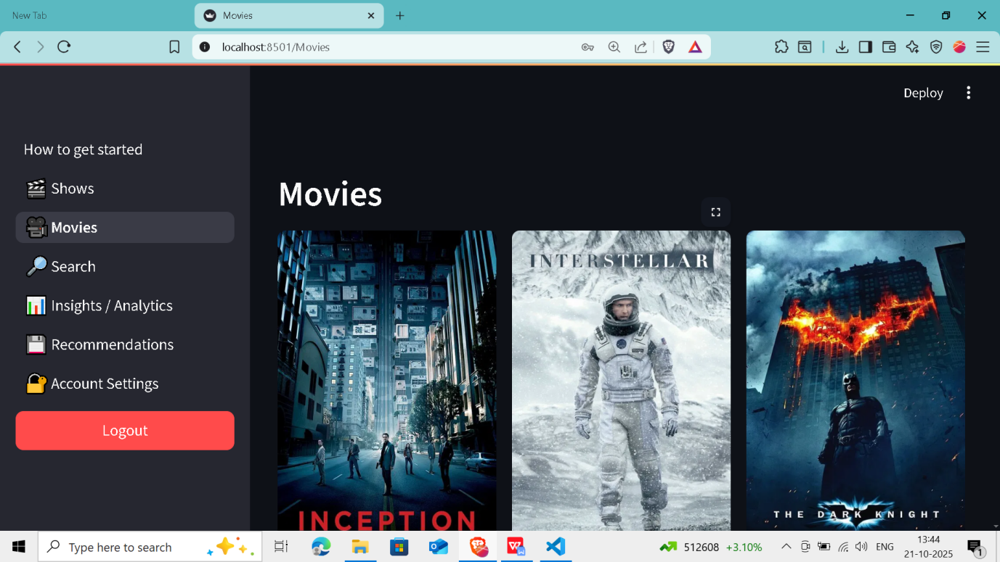 New Tab
Movies
localhost:8501/Movies
Deploy
How to get started
Shows
Movies
Search
Insights / Analytics
Recommendations
Account Settings
Logout
Movies
INTERSTELLAR
INCEPTION
THE DARK KNIGHT
Type here to search
512608 +3.10%
ENG
13:44
21-10-2025
1